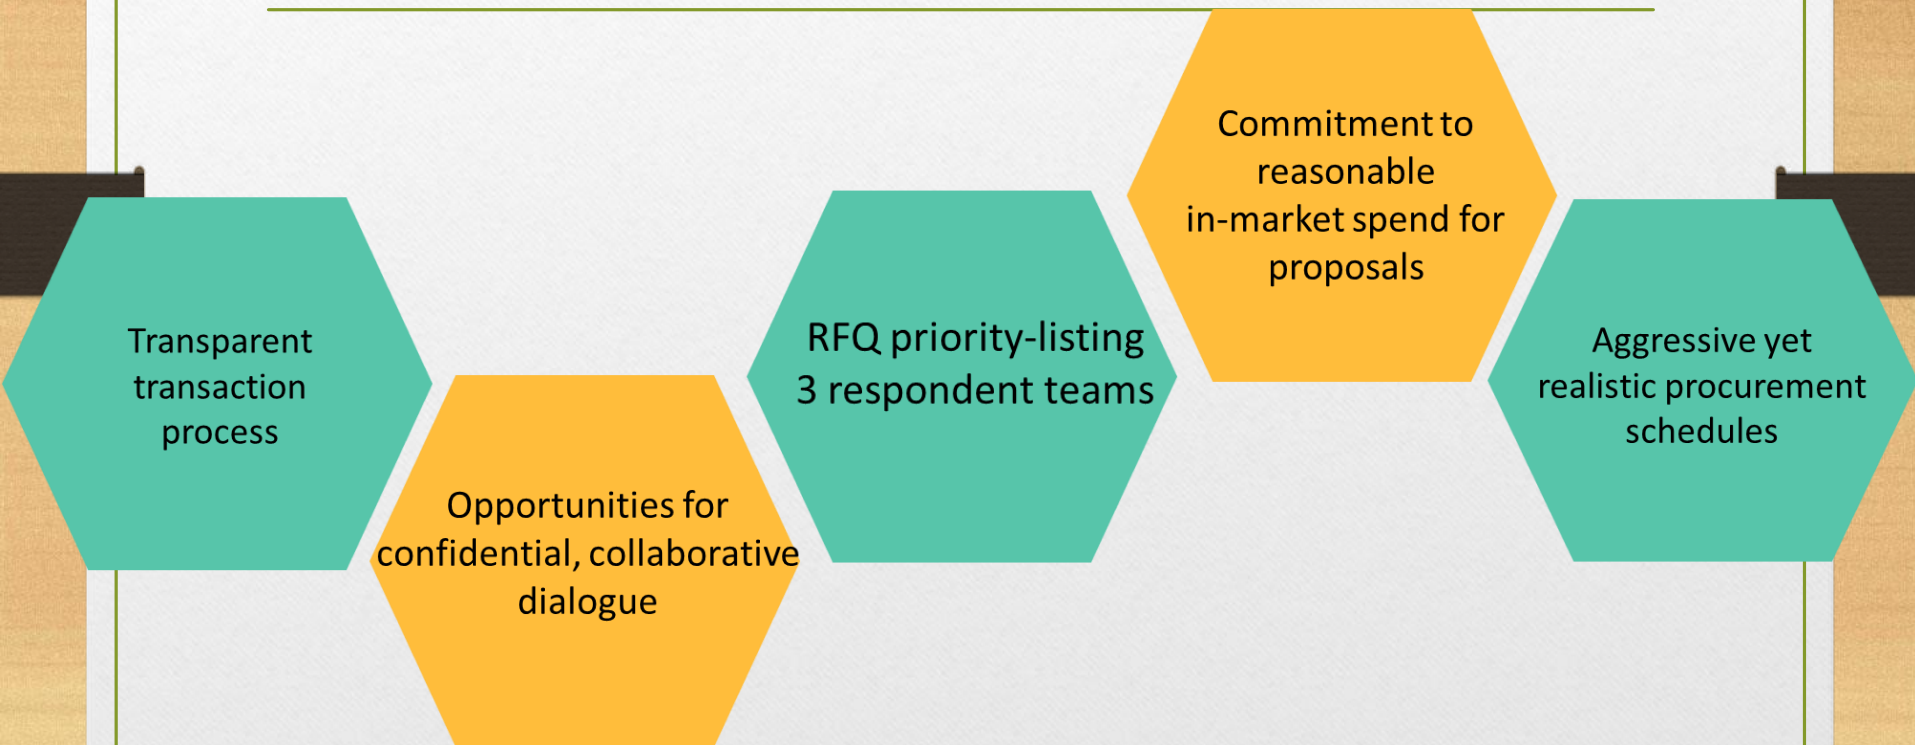 Transparent
transaction
process
Opportunities for
confidential, collaborative
dialogue
RFQ priority-listing
3 respondent teams
Commitment to
reasonable
in-market spend for
proposals
Aggressive yet
realistic procurement
schedules